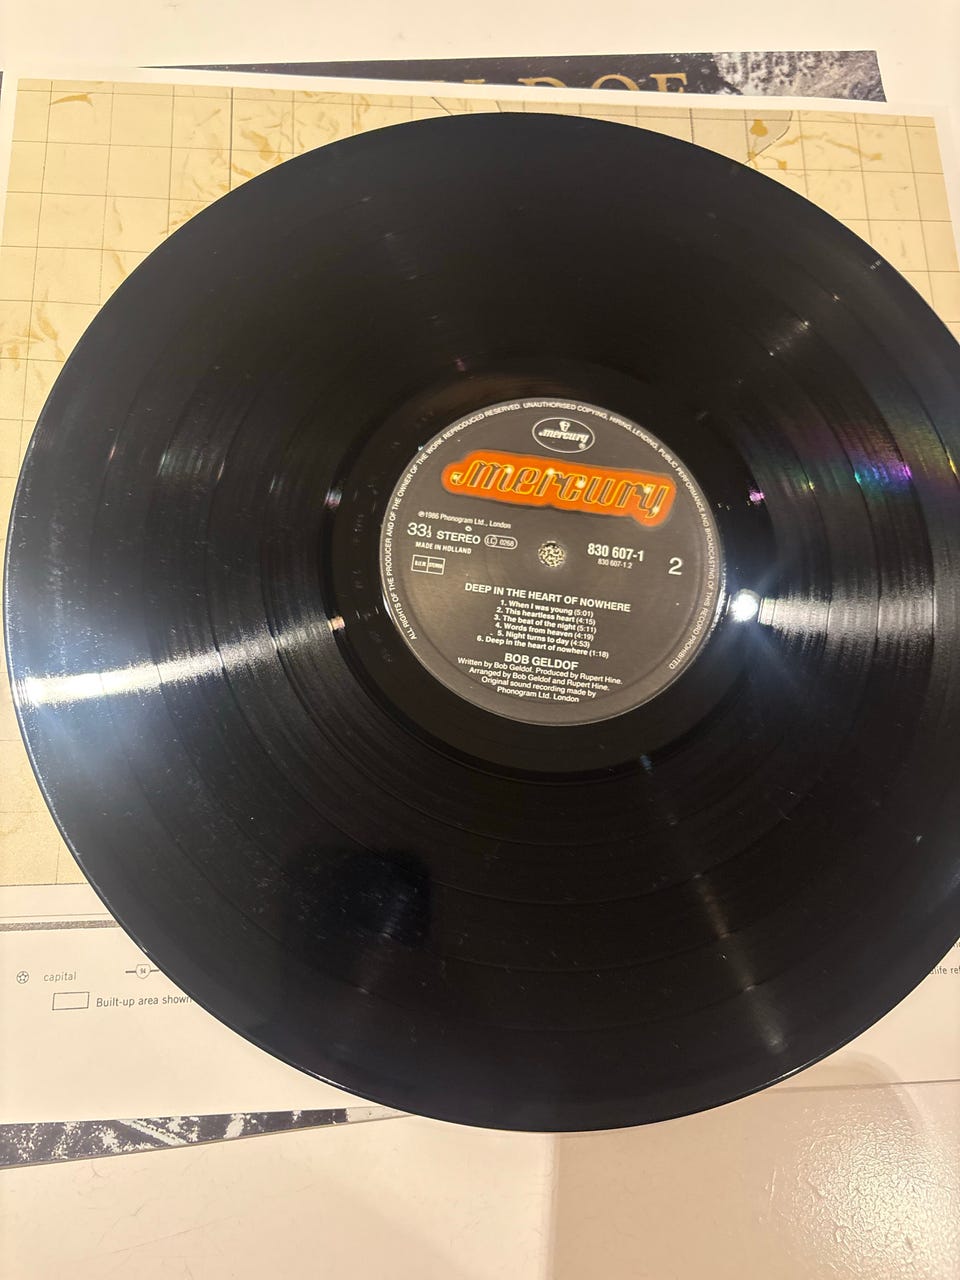 ALL RIGHTS OF THE PRODUCER AND OF THE OWNER OF THE WORK REPRODUCED RESERVED. UNAUTHORISED COPYING, HIRING, LENDING, PUBLIC PERFORMANCE AND BROADCASTING OF THIS RECORD PROHIBITED
mercury
mercury
℗1986 Phonogram Ltd., London
33⅓ STEREO LC 0268
MADE IN HOLLAND
STEMRA
830 607-1
830 607-1.2
2
DEEP IN THE HEART OF NOWHERE
1. When I was young (5:01)
2. This heartless heart (4:15)
3. The beat of the night (5:11)
4. Words from heaven (4:19)
5. Night turns to day (4:53)
6. Deep in the heart of nowhere (1:18)
BOB GELDOF
Written by Bob Geldof. Produced by Rupert Hine.
Arranged by Bob Geldof and Rupert Hine.
Original sound recording made by
Phonogram Ltd. London
capital
94
Built-up area shown